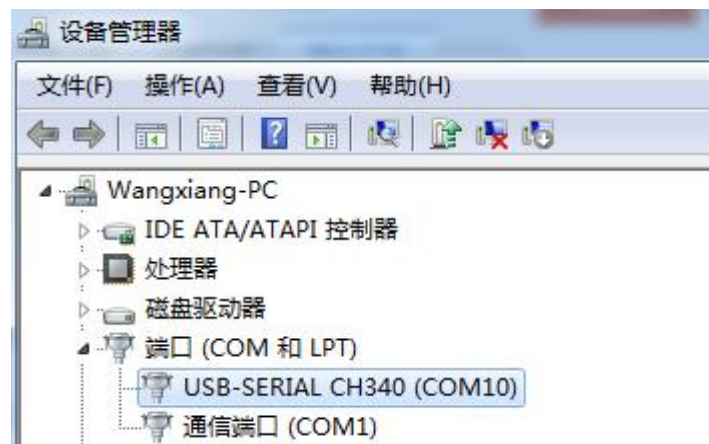 设备管理器
文件(F) 操作(A) 查看(V) 帮助(H)
Wangxiang-PC
IDE ATA/ATAPI 控制器
处理器
磁盘驱动器
端口 (COM 和 LPT)
USB-SERIAL CH340 (COM10)
通信端口 (COM1)